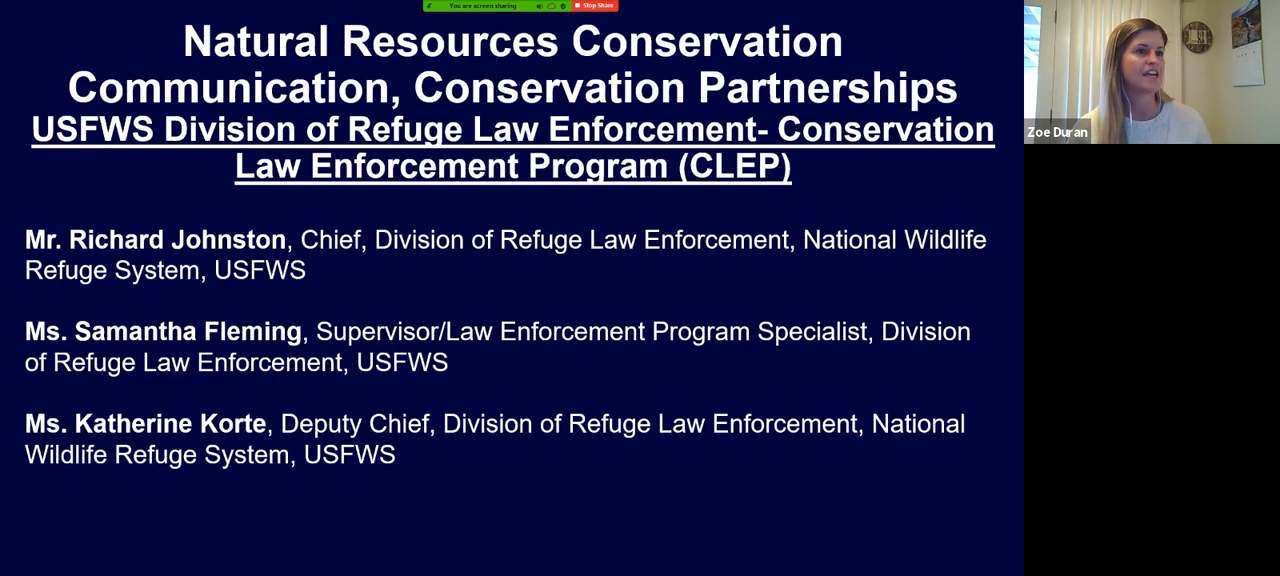 You are screen sharing
Stop Share
Natural Resources Conservation
Communication, Conservation Partnerships
USFWS Division of Refuge Law Enforcement- Conservation
Law Enforcement Program (CLEP)
Mr. Richard Johnston, Chief, Division of Refuge Law Enforcement, National Wildlife
Refuge System, USFWS
Ms. Samantha Fleming, Supervisor/Law Enforcement Program Specialist, Division
of Refuge Law Enforcement, USFWS
Ms. Katherine Korte, Deputy Chief, Division of Refuge Law Enforcement, National
Wildlife Refuge System, USFWS
Zoe Duran